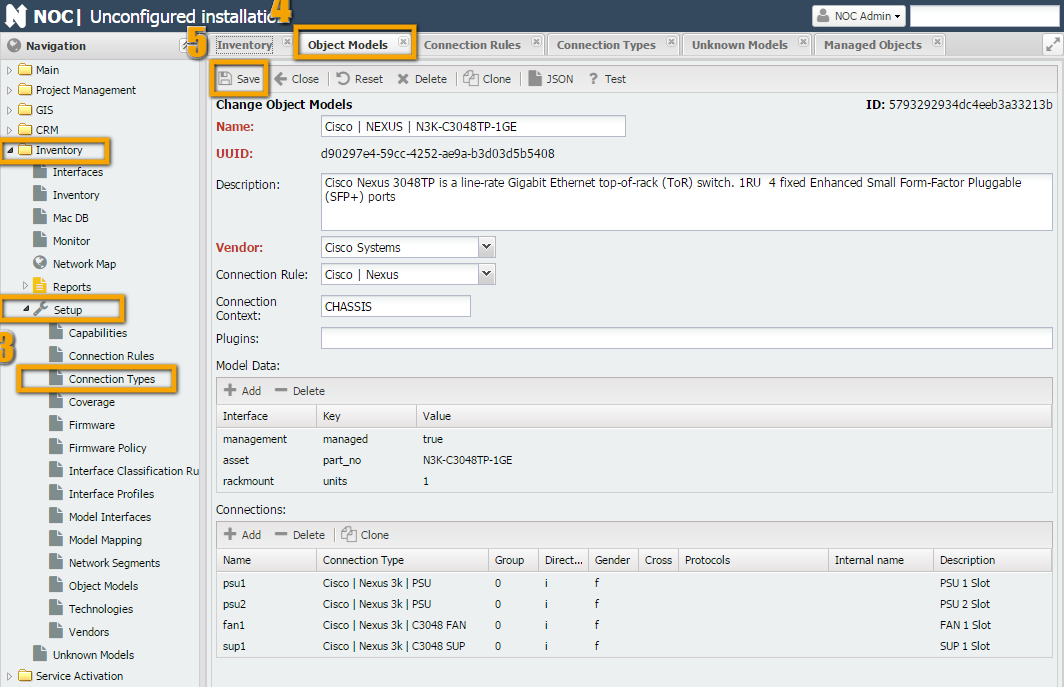 NOC | Unconfigured installatio
4
NOC Admin
Navigation
5
Inventory
Object Models
Connection Rules
Connection Types
Unknown Models
Managed Objects
Main
Project Management
GIS
CRM
Inventory
Interfaces
Inventory
Mac DB
Monitor
Network Map
Reports
Setup
3
Capabilities
Connection Rules
Connection Types
Coverage
Firmware
Firmware Policy
Interface Classification Ru
Interface Profiles
Model Interfaces
Model Mapping
Network Segments
Object Models
Technologies
Vendors
Unknown Models
Service Activation
Save Close Reset Delete Clone JSON ? Test
Change Object Models ID: 5793292934dc4eeb3a33213b
Name: Cisco | NEXUS | N3K-C3048TP-1GE
UUID: d90297e4-59cc-4252-ae9a-b3d03d5b5408
Description: Cisco Nexus 3048TP is a line-rate Gigabit Ethernet top-of-rack (ToR) switch. 1RU 4 fixed Enhanced Small Form-Factor Pluggable
(SFP+) ports
Vendor: Cisco Systems
Connection Rule: Cisco | Nexus
Connection
Context: CHASSIS
Plugins:
Model Data:
Add Delete
Interface Key Value
management managed true
asset part_no N3K-C3048TP-1GE
rackmount units 1
Connections:
Add Delete Clone
Name Connection Type Group Direct... Gender Cross Protocols Internal name Description
psu1 Cisco | Nexus 3k | PSU 0 i f PSU 1 Slot
psu2 Cisco | Nexus 3k | PSU 0 i f PSU 2 Slot
fan1 Cisco | Nexus 3k | C3048 FAN 0 i f FAN 1 Slot
sup1 Cisco | Nexus 3k | C3048 SUP 0 i f SUP 1 Slot